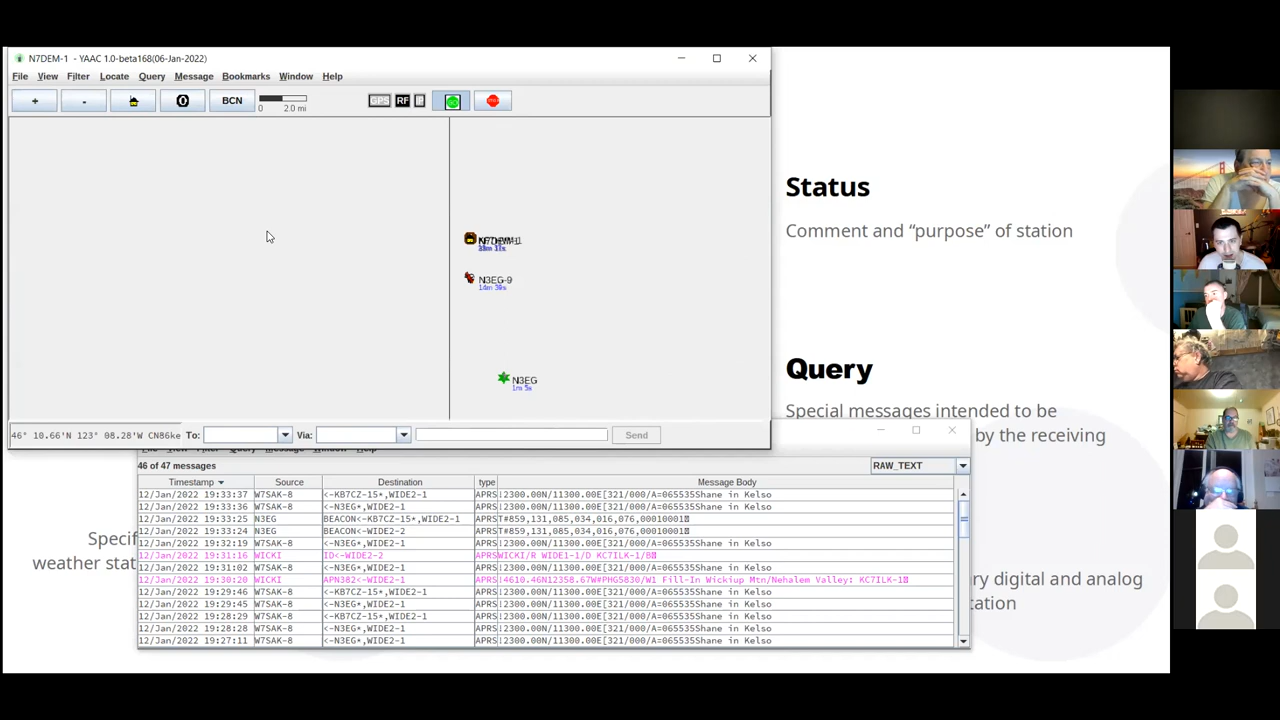 N7DEM-1 - YAAC 1.0-beta168(06-Jan-2022)
File View Filter Locate Query Message Bookmarks Window Help
+ - BCN 0 2.0 mi GPS RF
N3EG-9
14m 30s
N3EG
1m 5s
46° 10.66'N 123° 08.28'W CN86ke To: Via: Send
Status
Comment and “purpose” of station
Query
Special messages intended to be
by the receiving
46 of 47 messages RAW_TEXT
Timestamp Source Destination type Message Body
12/Jan/2022 19:33:37 W7SAK-8 <-KB7CZ-15*,WIDE2-1 APRS !2300.00N/11300.00E[321/000/A=065535Shane in Kelso
12/Jan/2022 19:33:36 W7SAK-8 <-N3EG*,WIDE2-1 APRS !2300.00N/11300.00E[321/000/A=065535Shane in Kelso
12/Jan/2022 19:33:25 N3EG BEACON<-KB7CZ-15*,WIDE2-1 APRS T#859,131,085,034,016,076,00010001
12/Jan/2022 19:33:24 N3EG BEACON<-WIDE2-2 APRS T#859,131,085,034,016,076,00010001
12/Jan/2022 19:32:19 W7SAK-8 <-N3EG*,WIDE2-1 APRS !2300.00N/11300.00E[321/000/A=065535Shane in Kelso
12/Jan/2022 19:31:16 WICKI ID<-WIDE2-2 APRS WICKI/R WIDE1-1/D KC7ILK-1/B
12/Jan/2022 19:31:02 W7SAK-8 <-N3EG*,WIDE2-1 APRS !2300.00N/11300.00E[321/000/A=065535Shane in Kelso
12/Jan/2022 19:30:20 WICKI APN382<-WIDE2-1 APRS !4610.46N12358.67W#PHG5830/W1 Fill-In Wickiup Mtn/Nehalem Valley: KC7ILK-1
12/Jan/2022 19:29:46 W7SAK-8 <-KB7CZ-15*,WIDE2-1 APRS !2300.00N/11300.00E[321/000/A=065535Shane in Kelso
12/Jan/2022 19:29:45 W7SAK-8 <-N3EG*,WIDE2-1 APRS !2300.00N/11300.00E[321/000/A=065535Shane in Kelso
12/Jan/2022 19:28:29 W7SAK-8 <-KB7CZ-15*,WIDE2-1 APRS !2300.00N/11300.00E[321/000/A=065535Shane in Kelso
12/Jan/2022 19:28:28 W7SAK-8 <-N3EG*,WIDE2-1 APRS !2300.00N/11300.00E[321/000/A=065535Shane in Kelso
12/Jan/2022 19:27:11 W7SAK-8 <-N3EG*,WIDE2-1 APRS !2300.00N/11300.00E[321/000/A=065535Shane in Kelso
Specif
weather stat
ry digital and analog